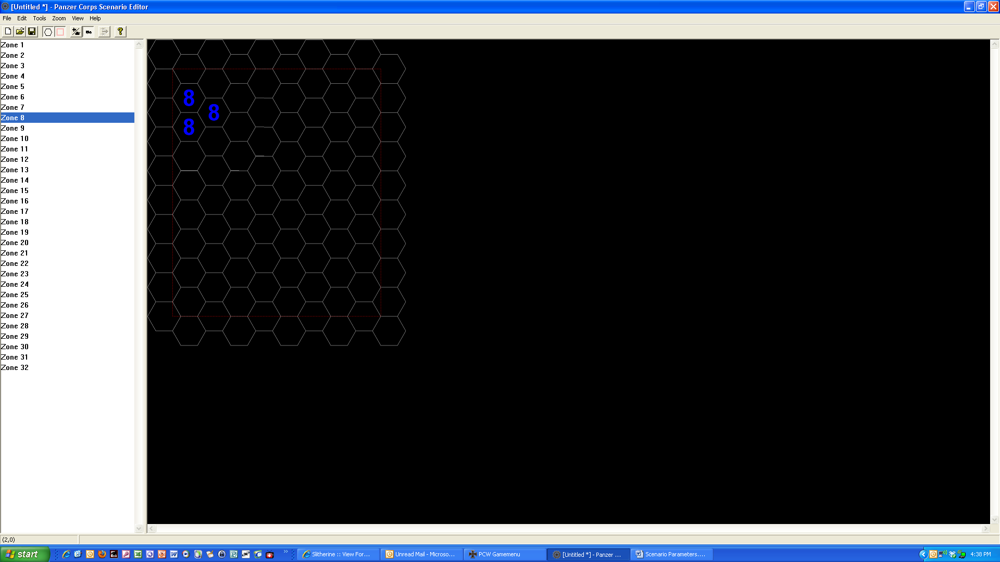 [Untitled *] - Panzer Corps Scenario Editor
File Edit Tools Zoom View Help
Zone 1
Zone 2
Zone 3
Zone 4
Zone 5
Zone 6
Zone 7
Zone 8
Zone 9
Zone 10
Zone 11
Zone 12
Zone 13
Zone 14
Zone 15
Zone 16
Zone 17
Zone 18
Zone 19
Zone 20
Zone 21
Zone 22
Zone 23
Zone 24
Zone 25
Zone 26
Zone 27
Zone 28
Zone 29
Zone 30
Zone 31
Zone 32
8
8
8
(2,0)
start
Slitherine :: View For...
Unread Mail - Microso...
PCW Gamemenu
[Untitled *] - Panzer ...
Scenario Parameters....
4:38 PM